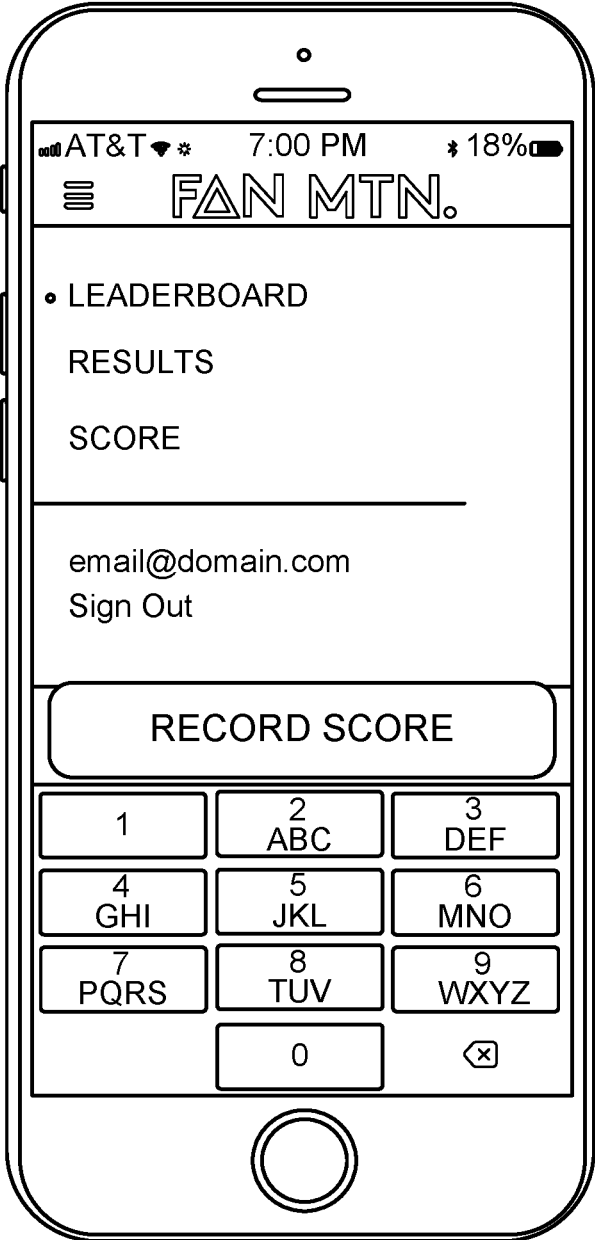 AT&T 7:00 PM 18%
FAN MTN.
LEADERBOARD
RESULTS
SCORE
email@domain.com
Sign Out
RECORD SCORE
1 2 3
ABC DEF
4 5 6
GHI JKL MNO
7 8 9
PQRS TUV WXYZ
0